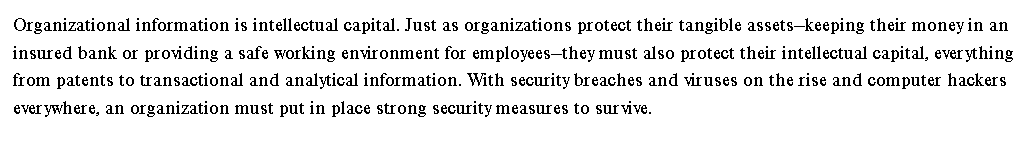 Organizational information is intellectual capital. Just as organizations protect their tangible assets—keeping their money in an
insured bank or providing a safe working environment for employees—they must also protect their intellectual capital, everything
from patents to transactional and analytical information. With security breaches and viruses on the rise and computer hackers
everywhere, an organization must put in place strong security measures to survive.